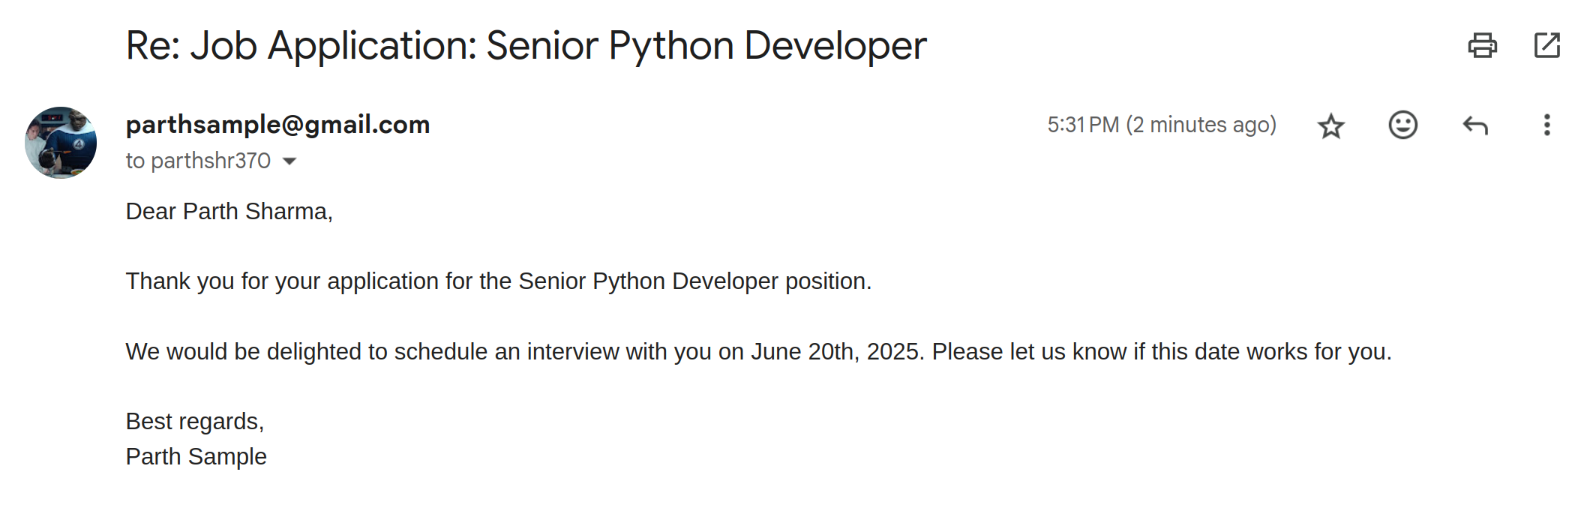 Re: Job Application: Senior Python Developer
parthsample@gmail.com
5:31 PM (2 minutes ago)
to parthshr370
Dear Parth Sharma,
Thank you for your application for the Senior Python Developer position.
We would be delighted to schedule an interview with you on June 20th, 2025. Please let us know if this date works for you.
Best regards,
Parth Sample